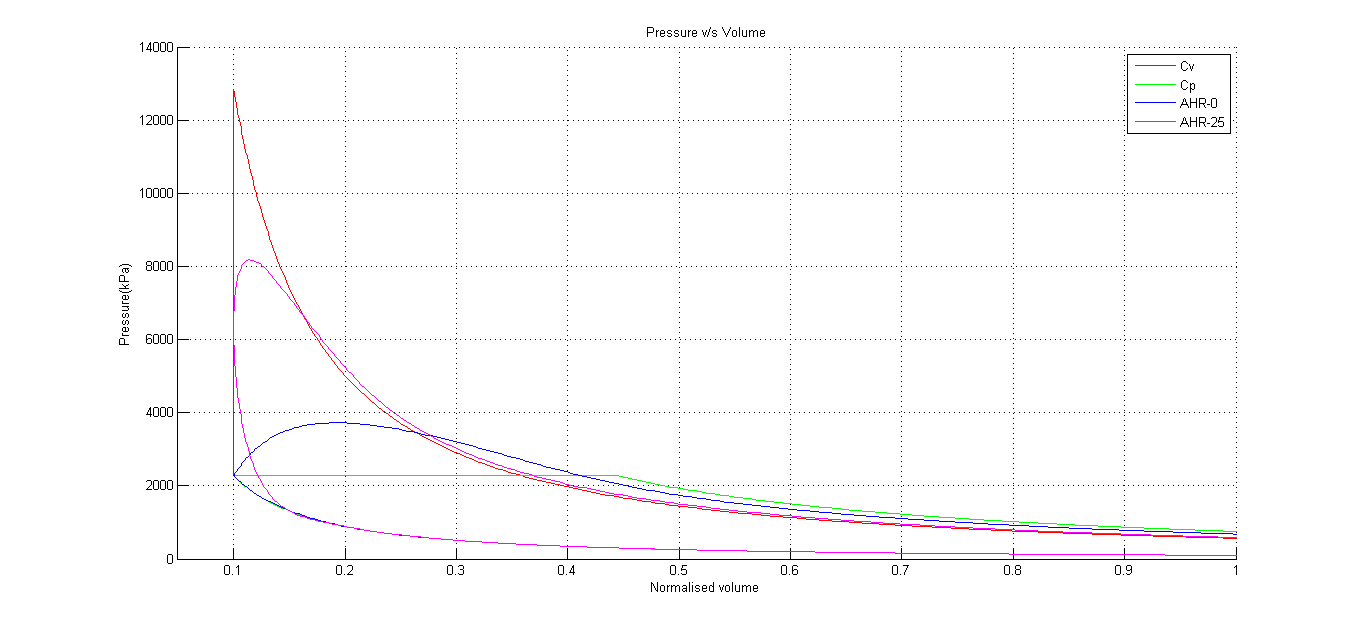 Pressure v/s Volume
14000
12000
10000
8000
6000
4000
2000
0
Pressure(kPa)
Cv
Cp
AHR-0
AHR-25
0.1 0.2 0.3 0.4 0.5 0.6 0.7 0.8 0.9 1
Normalised volume